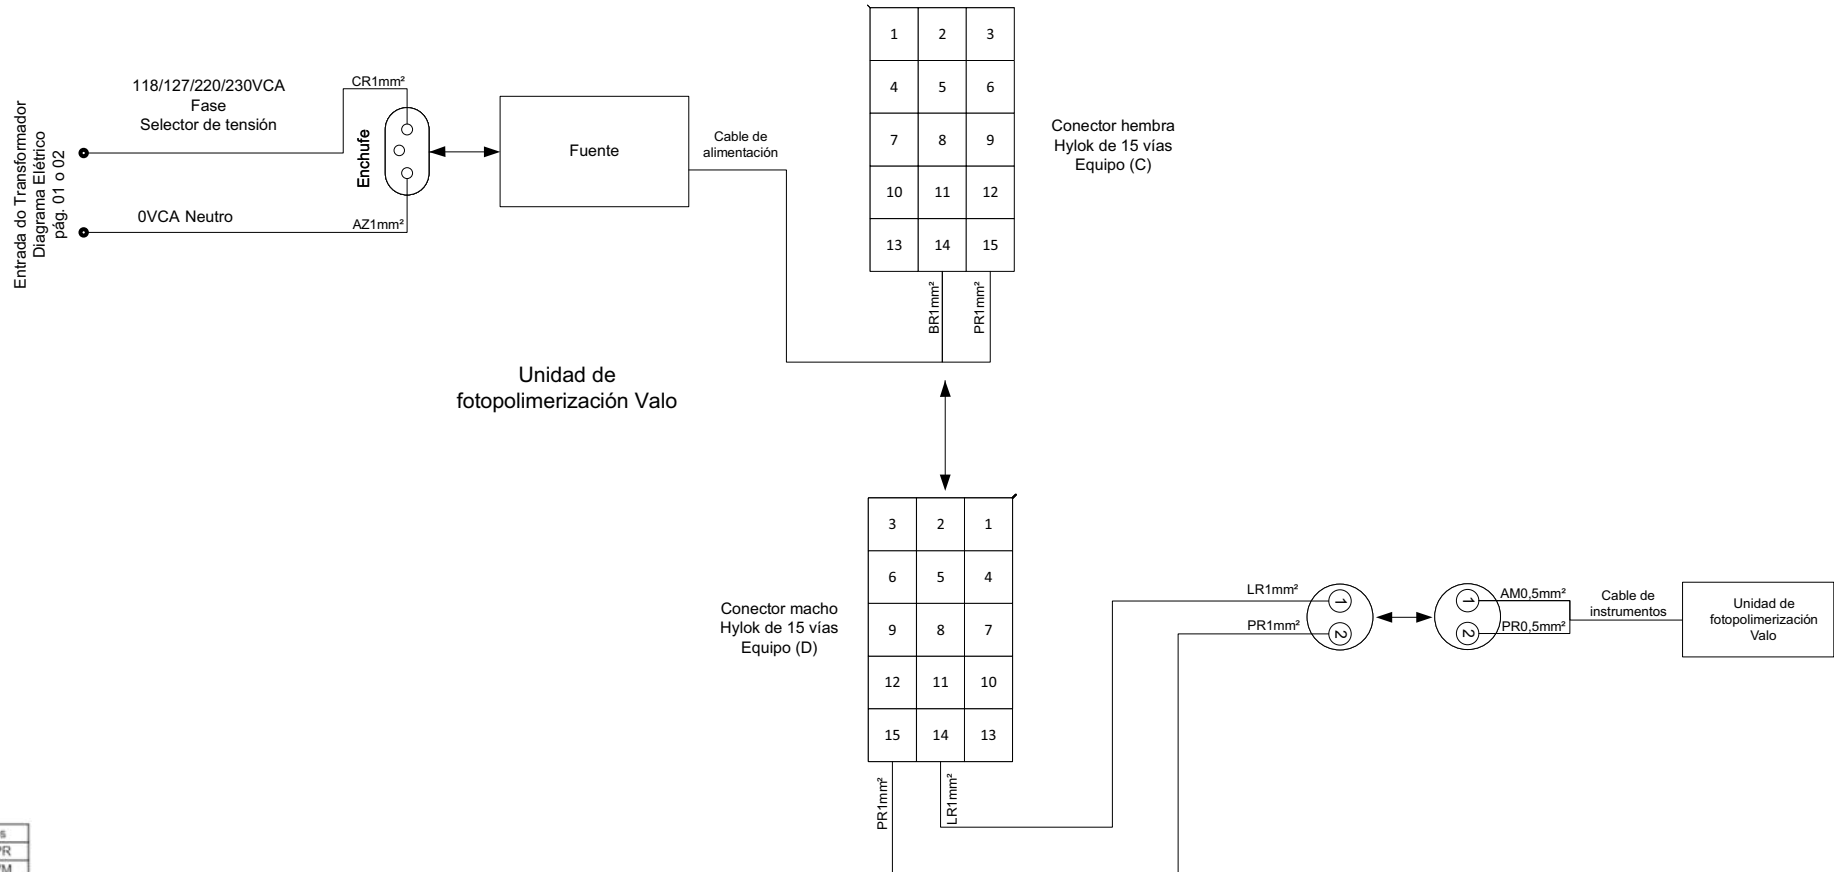 Entrada do Transformador
Diagrama Elétrico
pág. 01 o 02
118/127/220/230VCA
Fase
Selector de tensión
0VCA Neutro
CR1mm²
AZ1mm²
Enchufe
Fuente
Cable de
alimentación
1 2 3
4 5 6
7 8 9
10 11 12
13 14 15
BR1mm²
PR1mm²
Conector hembra
Hylok de 15 vías
Equipo (C)
Unidad de
fotopolimerización Valo
Conector macho
Hylok de 15 vías
Equipo (D)
3 2 1
6 5 4
9 8 7
12 11 10
15 14 13
PR1mm²
LR1mm²
LR1mm²
PR1mm²
1
2
1
2
AM0,5mm²
PR0,5mm²
Cable de
instrumentos
Unidad de
fotopolimerización
Valo
s
PR